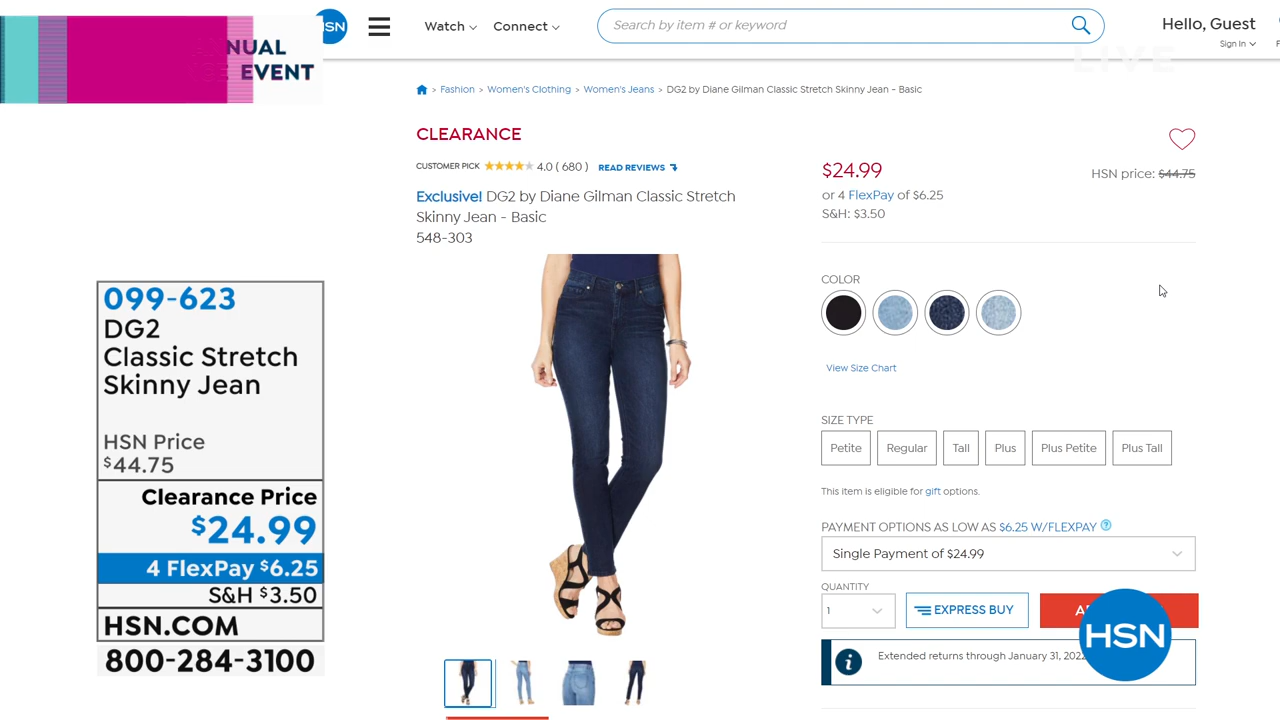 NUAL
EVENT
HSN
Watch
Connect
Search by item # or keyword
Hello, Guest
Sign In
LIVE
> Fashion > Women's Clothing > Women's Jeans > DG2 by Diane Gilman Classic Stretch Skinny Jean - Basic
CLEARANCE
CUSTOMER PICK 4.0 ( 680 ) READ REVIEWS
Exclusive! DG2 by Diane Gilman Classic Stretch
Skinny Jean - Basic
548-303
$24.99
HSN price: $44.75
or 4 FlexPay of $6.25
S&H: $3.50
COLOR
View Size Chart
SIZE TYPE
Petite Regular Tall Plus Plus Petite Plus Tall
This item is eligible for gift options.
PAYMENT OPTIONS AS LOW AS $6.25 W/FLEXPAY ?
Single Payment of $24.99
QUANTITY
1
EXPRESS BUY
Extended returns through January 31, 202
HSN
099-623
DG2
Classic Stretch
Skinny Jean
HSN Price
$44.75
Clearance Price
$24.99
4 FlexPay $6.25
S&H $3.50
HSN.COM
800-284-3100